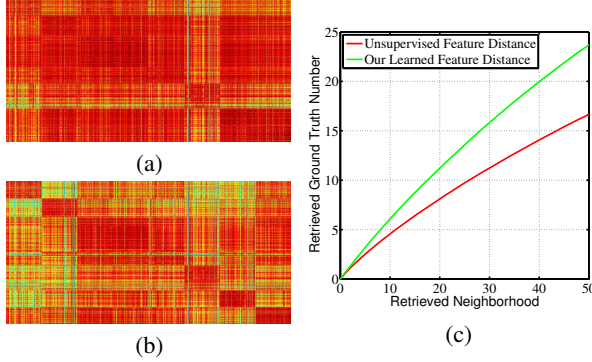 (a)
(b)
25
20
15
10
5
0
0 10 20 30 40 50
Retrieved Ground Truth Number
Unsupervised Feature Distance
Our Learned Feature Distance
Retrieved Neighborhood
(c)